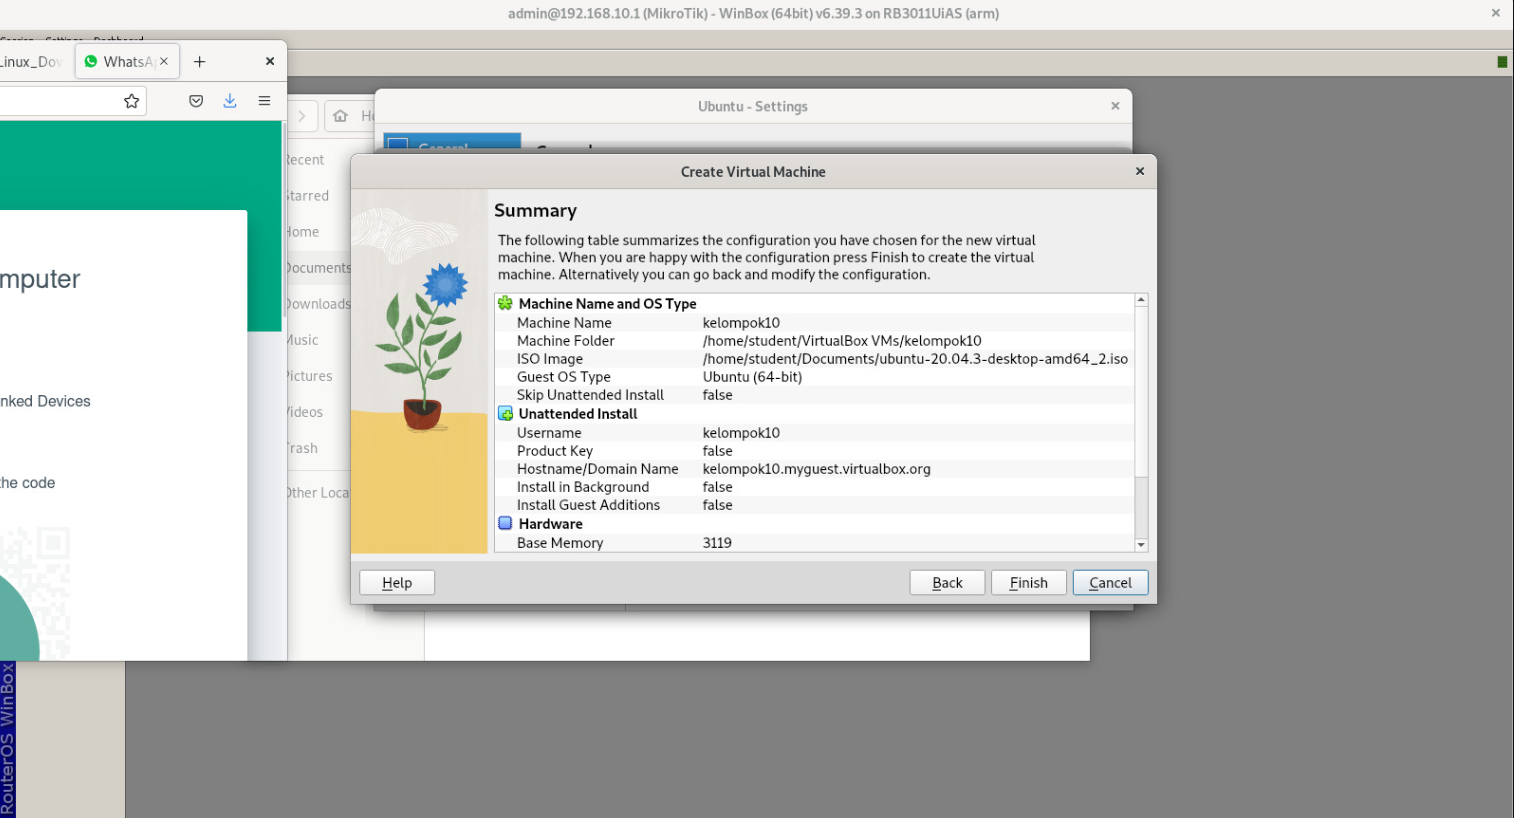 admin@192.168.10.1 (MikroTik) - WinBox (64bit) v6.39.3 on RB3011UiAS (arm)
Session Settings Dashboard
Linux_Dow
WhatsA
Ubuntu - Settings
General
Recent
Starred
Home
Documents
Downloads
Music
Pictures
Videos
Trash
Other Loca
mputer
nked Devices
the code
Create Virtual Machine
Summary
The following table summarizes the configuration you have chosen for the new virtual
machine. When you are happy with the configuration press Finish to create the virtual
machine. Alternatively you can go back and modify the configuration.
Machine Name and OS Type
Machine Name kelompok10
Machine Folder /home/student/VirtualBox VMs/kelompok10
ISO Image /home/student/Documents/ubuntu-20.04.3-desktop-amd64_2.iso
Guest OS Type Ubuntu (64-bit)
Skip Unattended Install false
Unattended Install
Username kelompok10
Product Key false
Hostname/Domain Name kelompok10.myguest.virtualbox.org
Install in Background false
Install Guest Additions false
Hardware
Base Memory 3119
Help
Back
Finish
Cancel
RouterOS WinBox